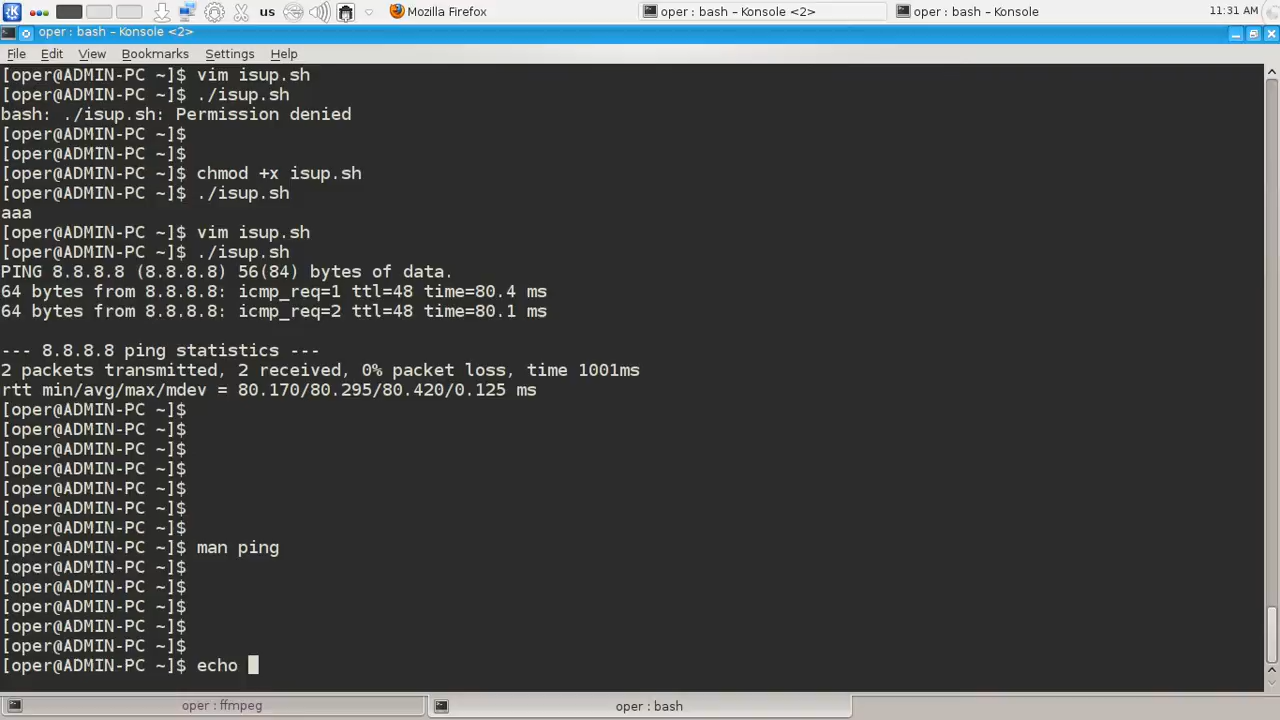 us
Mozilla Firefox
oper : bash – Konsole <2>
oper : bash – Konsole
11:31 AM
oper : bash – Konsole <2>
File Edit View Bookmarks Settings Help
[oper@ADMIN-PC ~]$ vim isup.sh
[oper@ADMIN-PC ~]$ ./isup.sh
bash: ./isup.sh: Permission denied
[oper@ADMIN-PC ~]$
[oper@ADMIN-PC ~]$
[oper@ADMIN-PC ~]$ chmod +x isup.sh
[oper@ADMIN-PC ~]$ ./isup.sh
aaa
[oper@ADMIN-PC ~]$ vim isup.sh
[oper@ADMIN-PC ~]$ ./isup.sh
PING 8.8.8.8 (8.8.8.8) 56(84) bytes of data.
64 bytes from 8.8.8.8: icmp_req=1 ttl=48 time=80.4 ms
64 bytes from 8.8.8.8: icmp_req=2 ttl=48 time=80.1 ms
--- 8.8.8.8 ping statistics ---
2 packets transmitted, 2 received, 0% packet loss, time 1001ms
rtt min/avg/max/mdev = 80.170/80.295/80.420/0.125 ms
[oper@ADMIN-PC ~]$
[oper@ADMIN-PC ~]$
[oper@ADMIN-PC ~]$
[oper@ADMIN-PC ~]$
[oper@ADMIN-PC ~]$
[oper@ADMIN-PC ~]$
[oper@ADMIN-PC ~]$
[oper@ADMIN-PC ~]$ man ping
[oper@ADMIN-PC ~]$
[oper@ADMIN-PC ~]$
[oper@ADMIN-PC ~]$
[oper@ADMIN-PC ~]$
[oper@ADMIN-PC ~]$
[oper@ADMIN-PC ~]$ echo
oper : ffmpeg
oper : bash